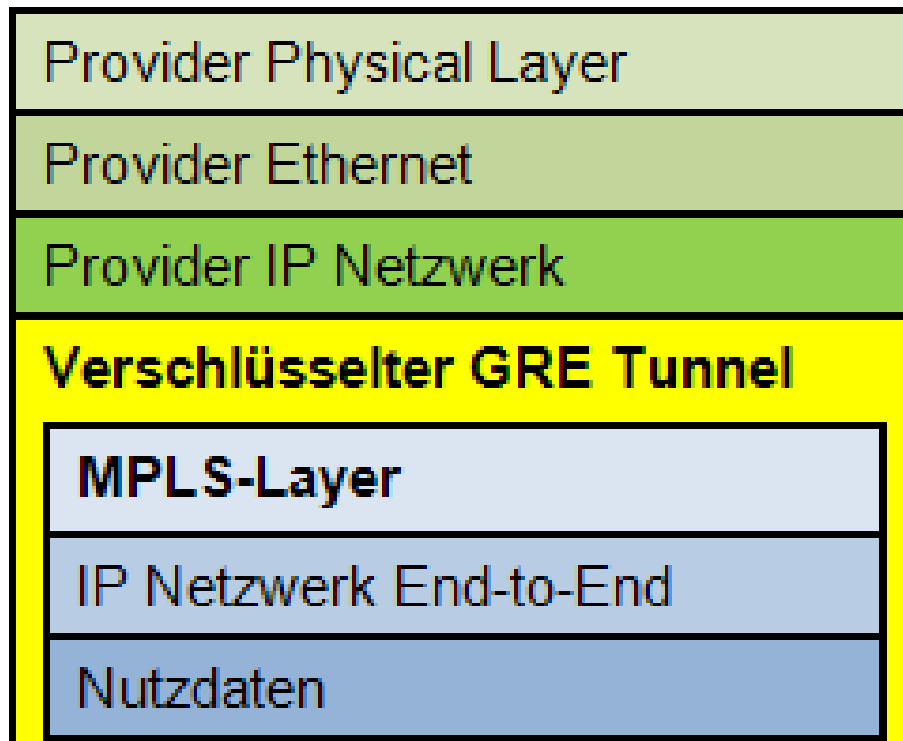 Provider Physical Layer
Provider Ethernet
Provider IP Netzwerk
Verschlüsselter GRE Tunnel
MPLS-Layer
IP Netzwerk End-to-End
Nutzdaten